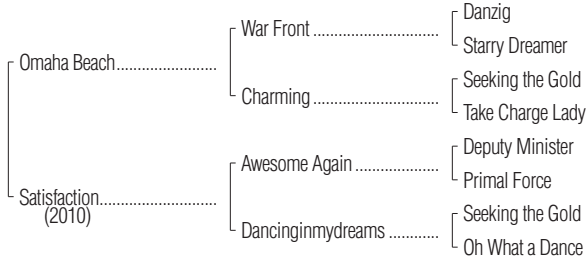 Danzig
War Front ........................
Starry Dreamer
Omaha Beach........................
Seeking the Gold
Charming ..............................
Take Charge Lady
Deputy Minister
Awesome Again ....................
Primal Force
Satisfaction............................
(2010)
Seeking the Gold
Dancinginmydreams ............
Oh What a Dance